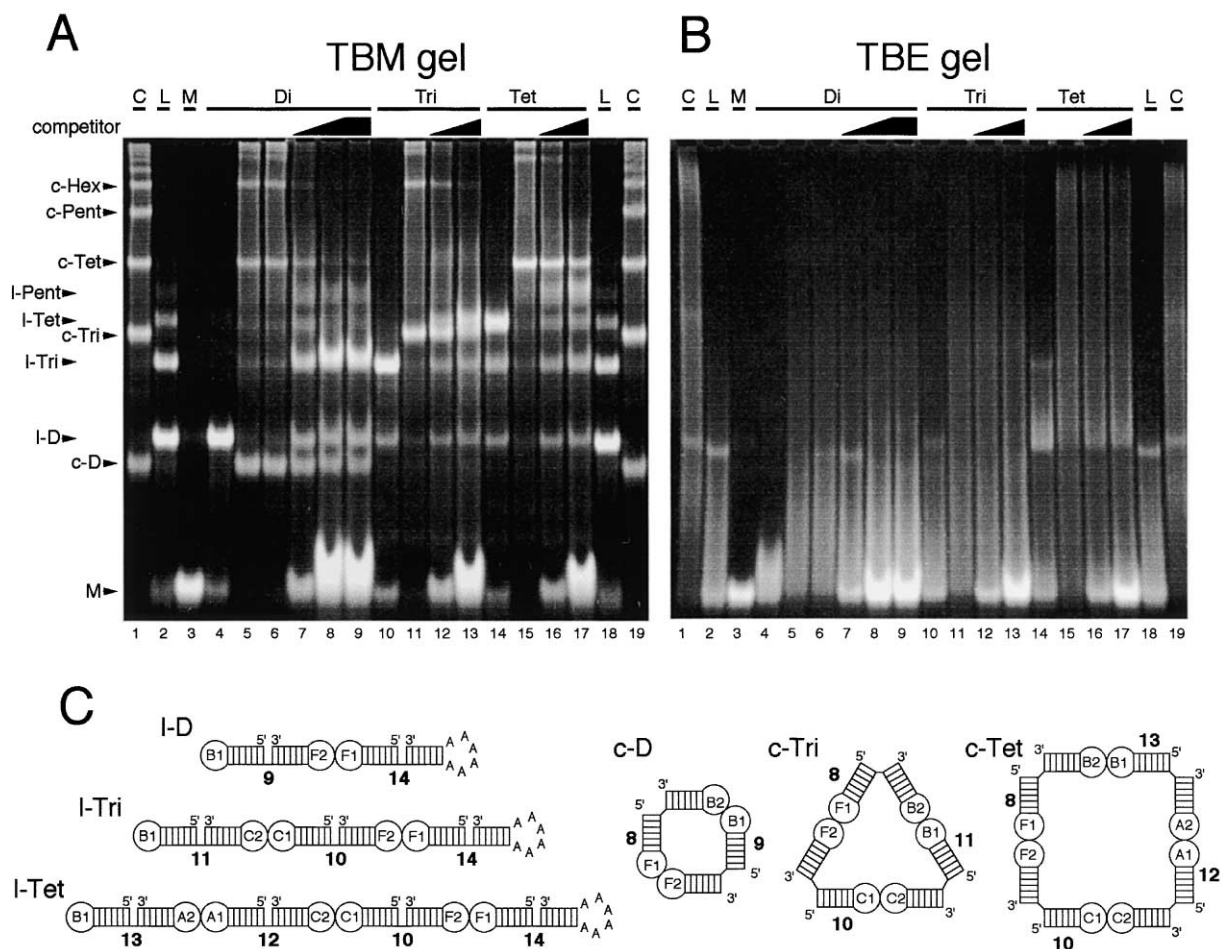 A
B
TBM gel
TBE gel
C L M Di Tri Tet L C
C L M Di Tri Tet L C
competitor
c-Hex
c-Pent
c-Tet
l-Pent
l-Tet
c-Tri
l-Tri
l-D
c-D
M
1 2 3 4 5 6 7 8 9 10 11 12 13 14 15 16 17 18 19
1 2 3 4 5 6 7 8 9 10 11 12 13 14 15 16 17 18 19
C
l-D
5' 3'
B1 F2 F1
A A A A A A A
9 14
l-Tri
5' 3' 5' 3' 5' 3'
B1 C2 C1 F2 F1
A A A A A A A
11 10 14
l-Tet
5' 3' 5' 3' 5' 3'
B1 A2 A1 C2 C1 F2 F1
A A A A A A A
13 12 10 14
c-D
3' B2
5' B1
8 9
F1 5'
F2 3'
c-Tri
5' 3'
8
F1 B2
F2 B1 11
3' 5'
5' C1 C2 3'
10
c-Tet
13
3' B2 B1 5'
5' 3'
8
F1 A2
F2 A1
12
3' 5'
5' C1 C2 3'
10